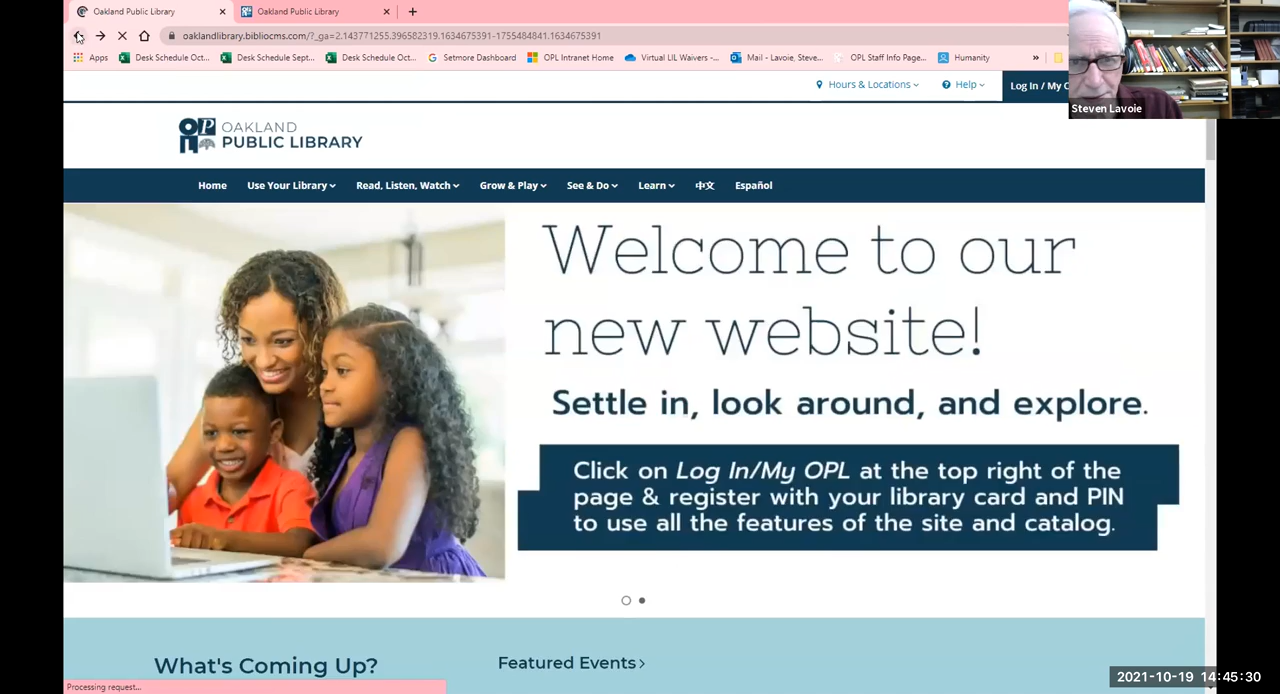 Oakland Public Library
Oakland Public Library
oaklandlibrary.bibliocms.com/?_ga=2.143771255.396582319.1634675391-1755484841.1634675391
Apps Desk Schedule Oct... Desk Schedule Sept... Desk Schedule Oct... Setmore Dashboard OPL Intranet Home Virtual LIL Waivers -... Mail - Lavoie, Steve... OPL Staff Info Page... Humanity »
Hours & Locations Help Log In / My O
Steven Lavoie
OAKLAND
PUBLIC LIBRARY
Home Use Your Library Read, Listen, Watch Grow & Play See & Do Learn 中文 Español
Welcome to our
new website!
Settle in, look around, and explore.
Click on Log In/My OPL at the top right of the
page & register with your library card and PIN
to use all the features of the site and catalog.
What's Coming Up?
Featured Events
Processing request...
2021-10-19 14:45:30